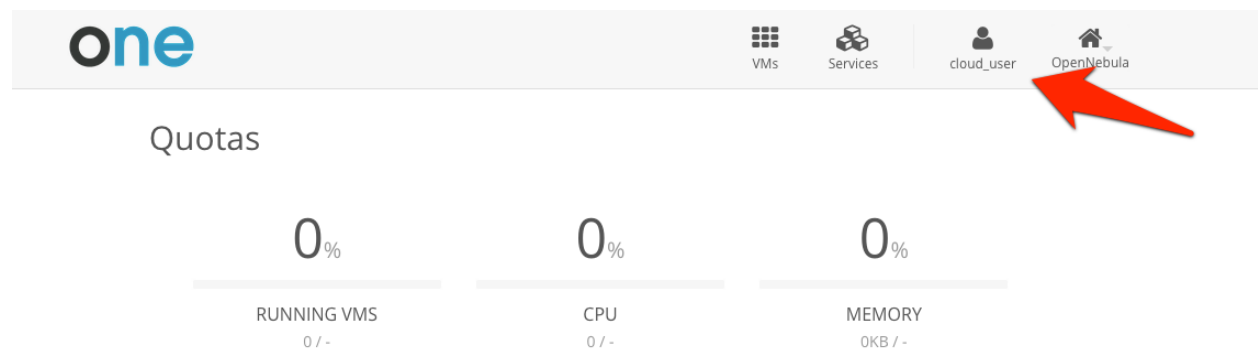 one
VMs Services cloud_user OpenNebula
Quotas
0% 0% 0%
RUNNING VMS CPU MEMORY
0 / - 0 / - 0KB / -